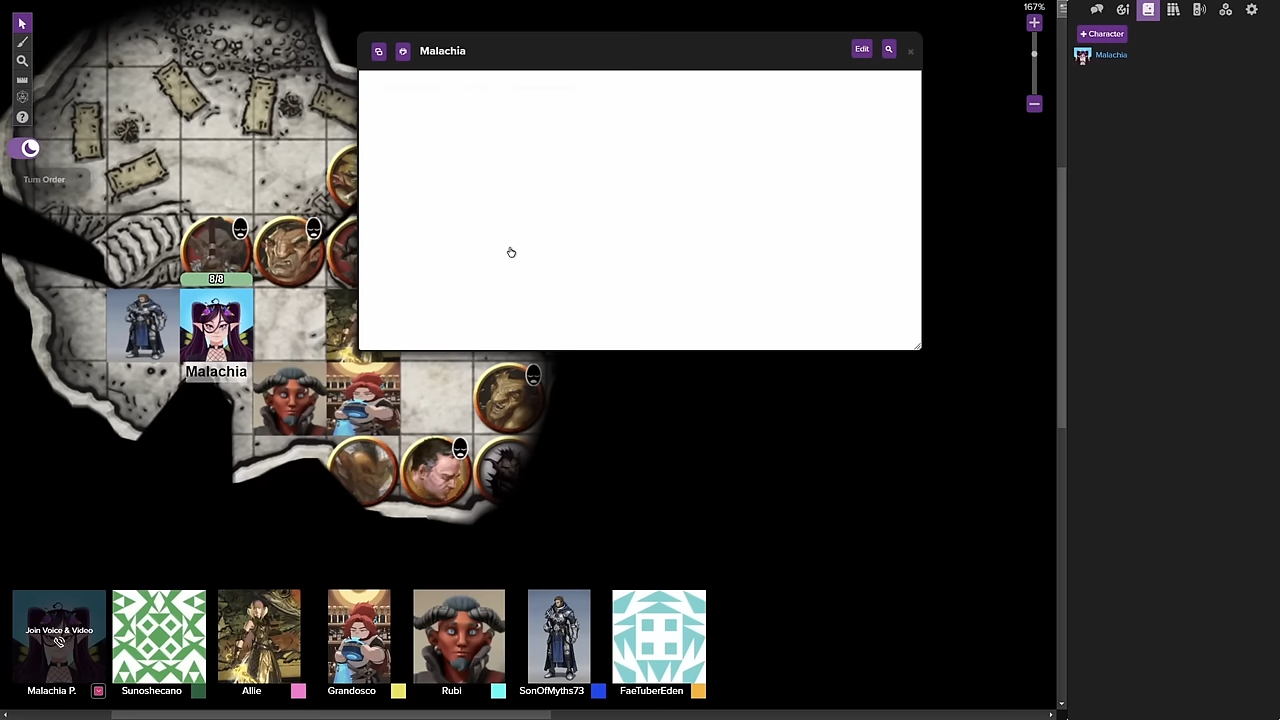 167%
Malachia
Edit
+ Character
Malachia
Turn Order
8/8
Malachia
Join Voice & Video
Malachia P.
Sunoshecano
Allie
Grandosco
Rubi
SonOfMyths73
FaeTuberEden